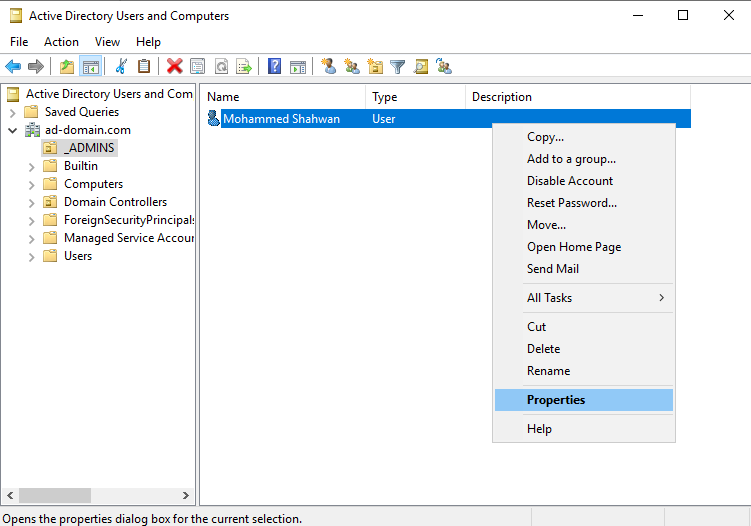 Active Directory Users and Computers
File Action View Help
Active Directory Users and Com
Saved Queries
ad-domain.com
_ADMINS
Builtin
Computers
Domain Controllers
ForeignSecurityPrincipals
Managed Service Accour
Users
Name Type Description
Mohammed Shahwan User
Copy...
Add to a group...
Disable Account
Reset Password...
Move...
Open Home Page
Send Mail
All Tasks
Cut
Delete
Rename
Properties
Help
Opens the properties dialog box for the current selection.